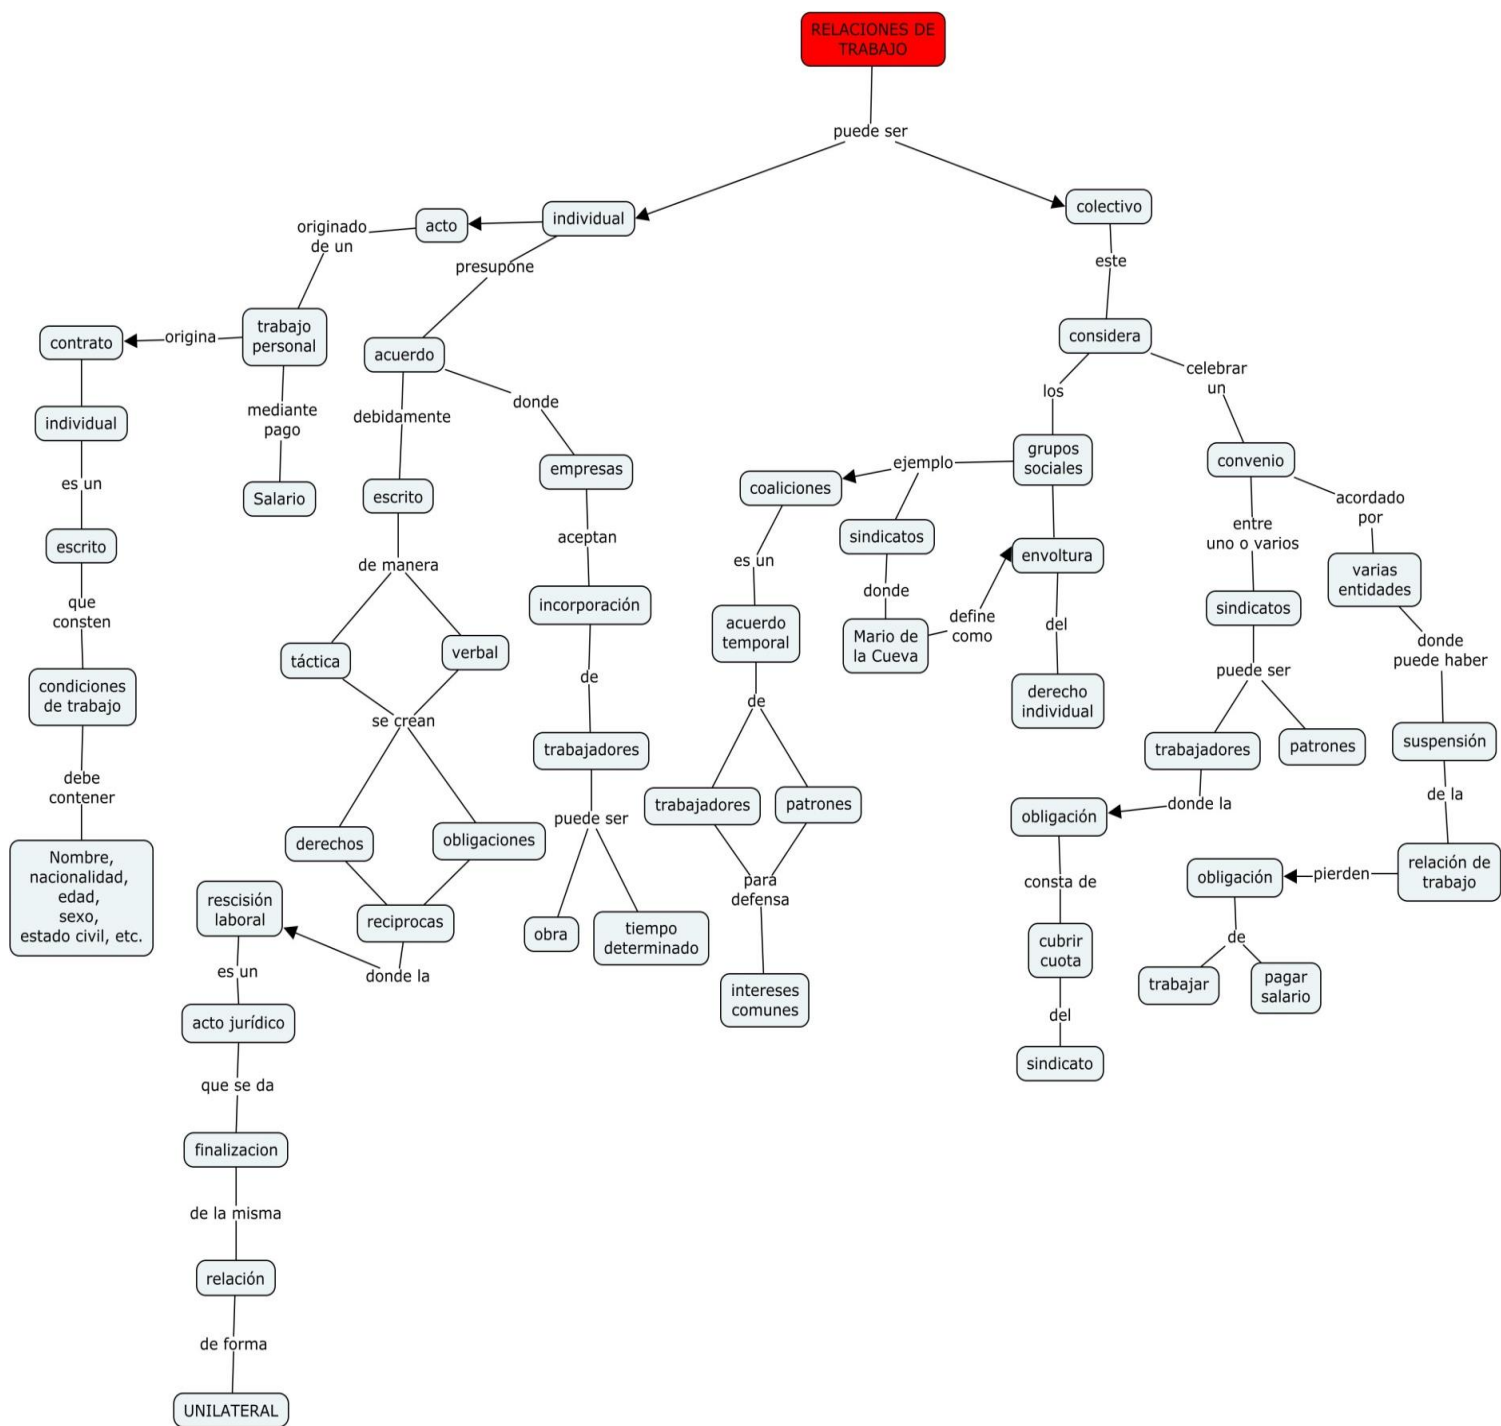 RELACIONES DE
TRABAJO
puede ser
individual
colectivo
acto
originado
de un
trabajo
personal
origina
contrato
individual
es un
escrito
que
consten
condiciones
de trabajo
debe
contener
Nombre,
nacionalidad,
edad,
sexo,
estado civil, etc.
mediante
pago
Salario
presupone
acuerdo
debidamente
escrito
de manera
táctica
verbal
se crean
derechos
obligaciones
reciprocas
donde la
rescisión
laboral
es un
acto jurídico
que se da
finalizacion
de la misma
relación
de forma
UNILATERAL
donde
empresas
aceptan
incorporación
de
trabajadores
puede ser
obra
tiempo
determinado
este
considera
los
grupos
sociales
ejemplo
coaliciones
es un
acuerdo
temporal
de
trabajadores
patrones
para
defensa
intereses
comunes
sindicatos
donde
Mario de
la Cueva
define
como
envoltura
del
derecho
individual
celebrar
un
convenio
entre
uno o varios
sindicatos
puede ser
trabajadores
patrones
donde la
obligación
consta de
cubrir
cuota
del
sindicato
acordado
por
varias
entidades
donde
puede haber
suspensión
de la
relación de
trabajo
pierden
obligación
de
trabajar
pagar
salario